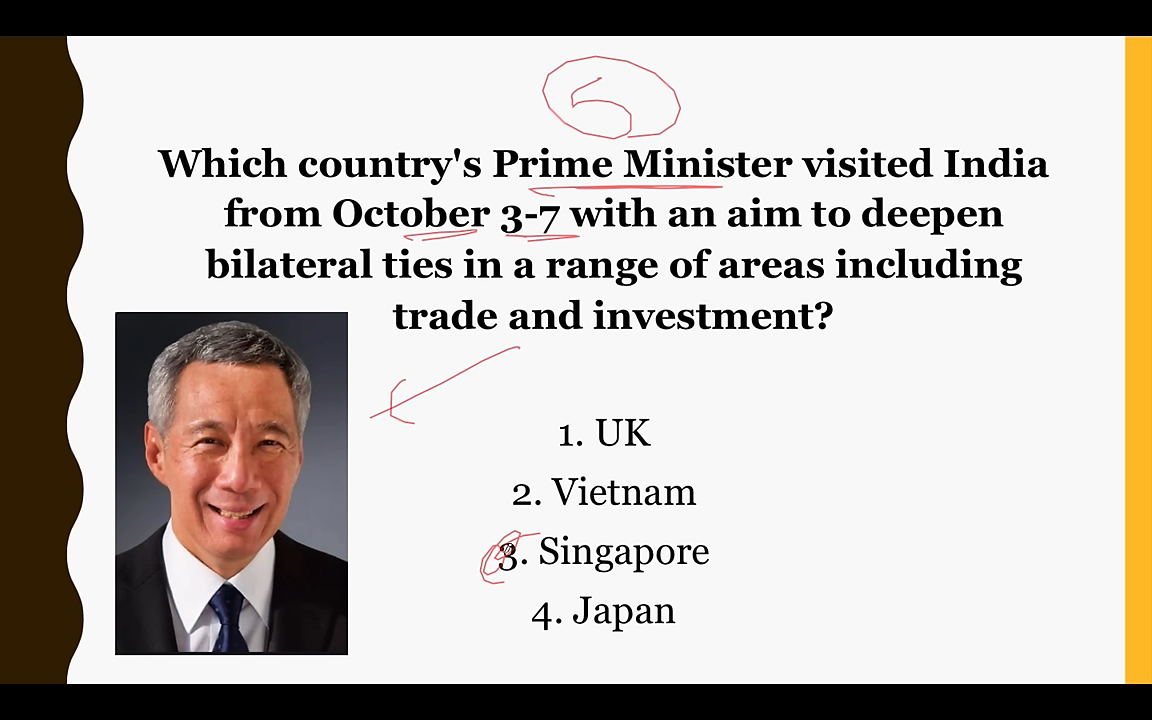 5
Which country's Prime Minister visited India
from October 3-7 with an aim to deepen
bilateral ties in a range of areas including
trade and investment?
1. UK
2. Vietnam
3. Singapore
4. Japan